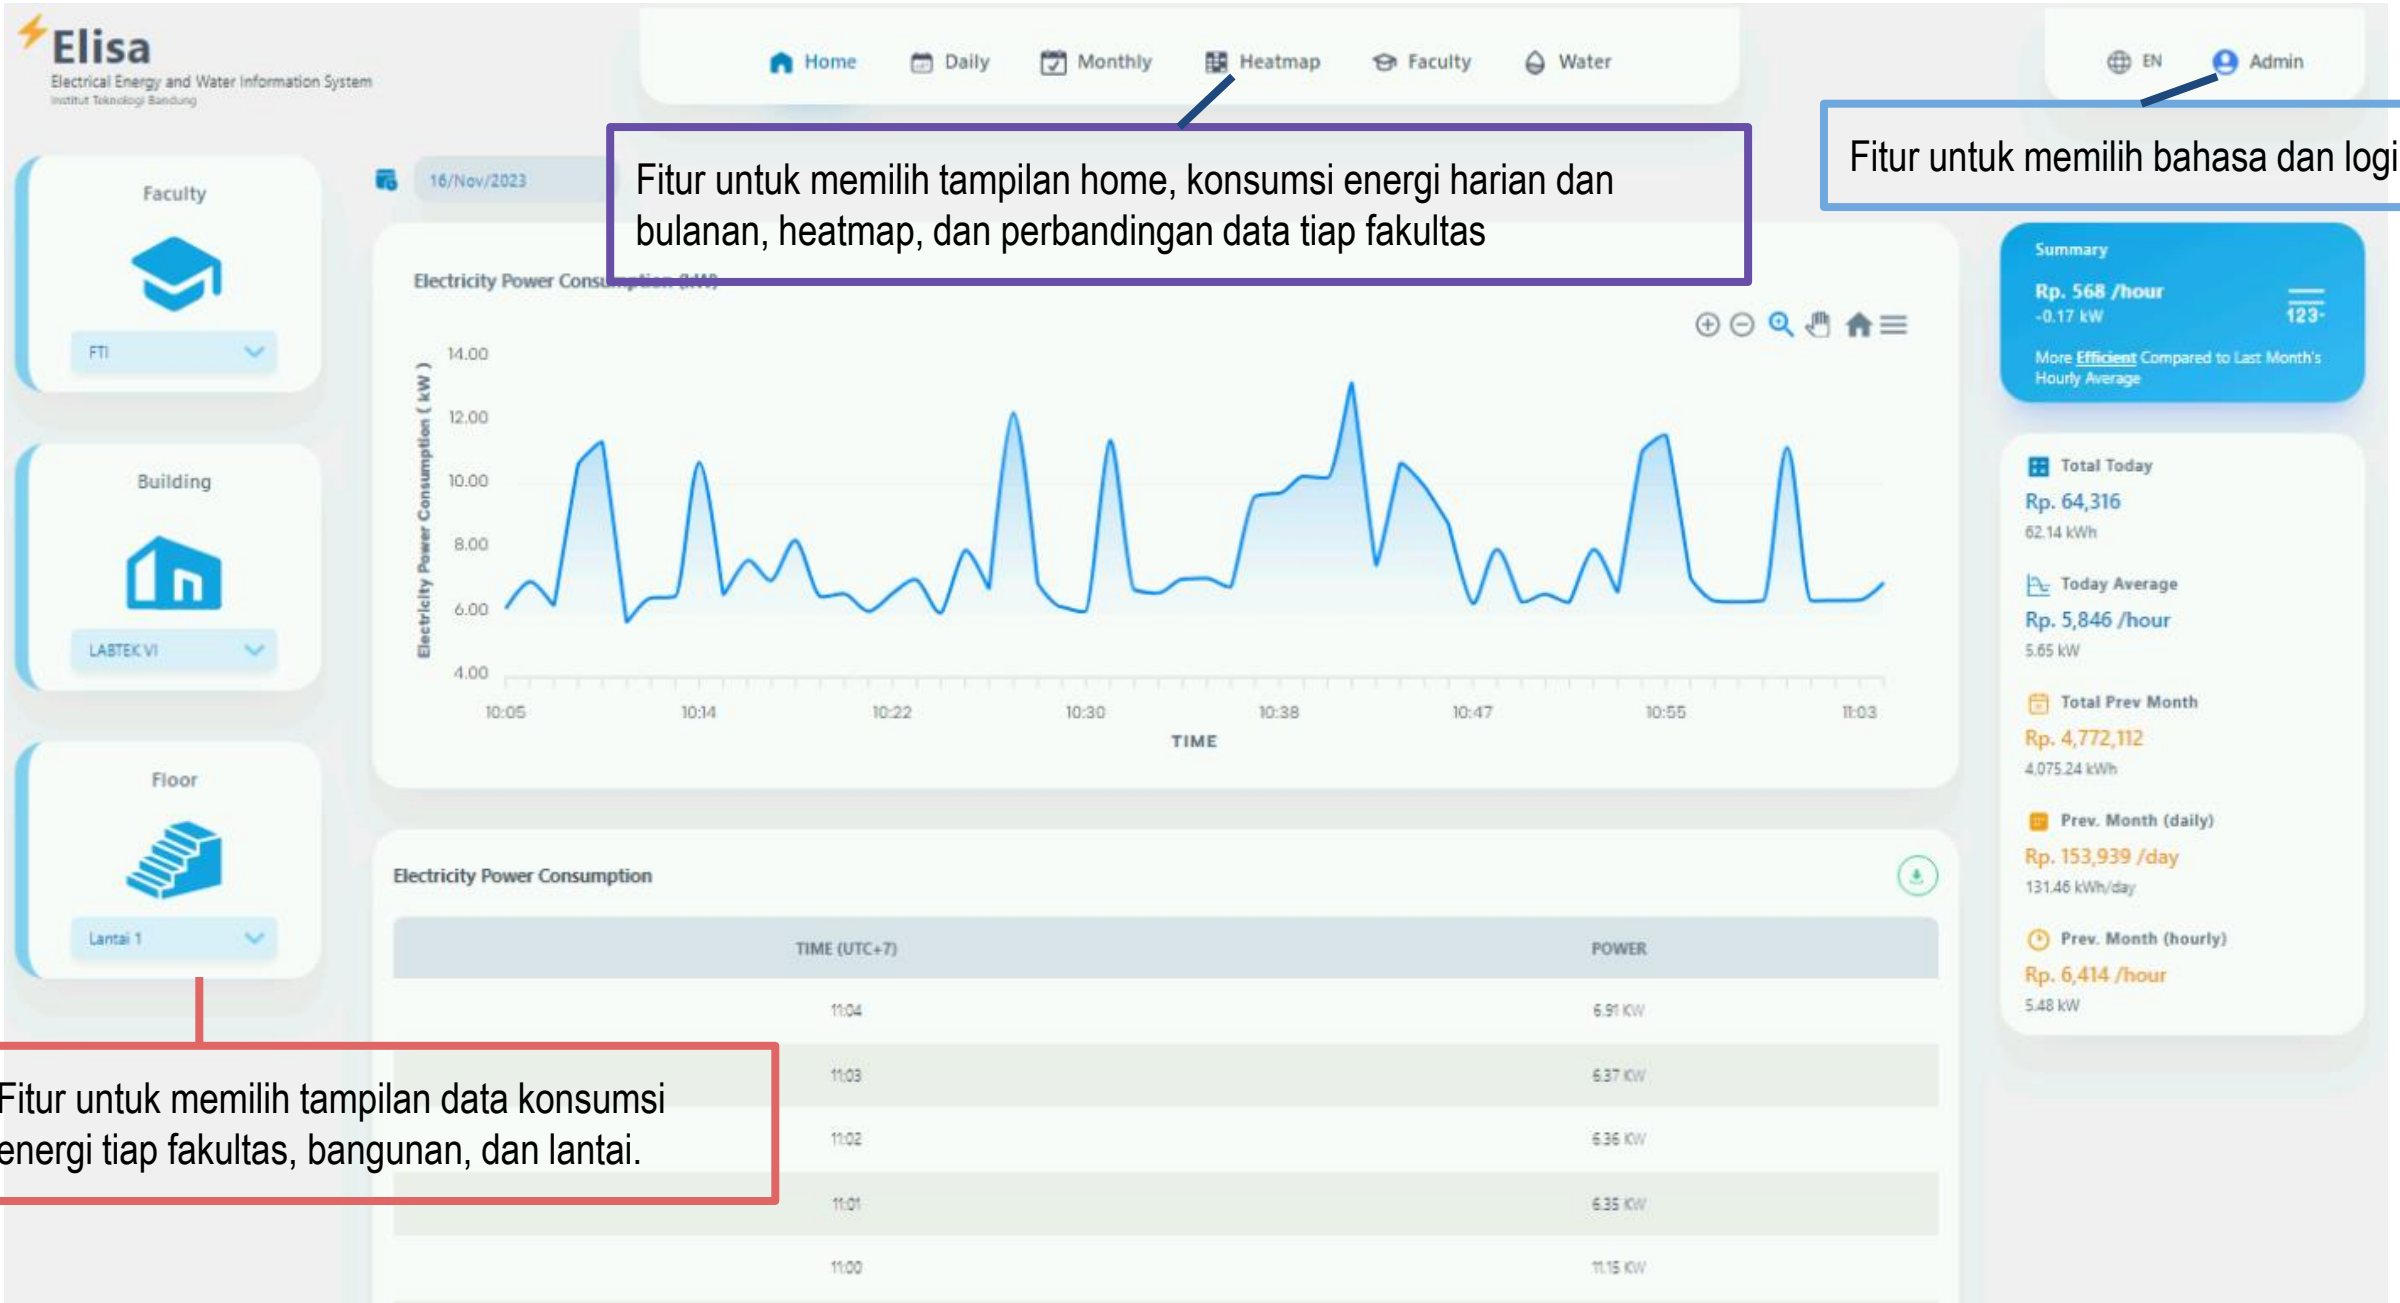 Elisa
Electrical Energy and Water Information System
Institut Teknologi Bandung
Home
Daily
Monthly
Heatmap
Faculty
Water
EN
Admin
Fitur untuk memilih tampilan home, konsumsi energi harian dan
bulanan, heatmap, dan perbandingan data tiap fakultas
Fitur untuk memilih bahasa dan logi
Faculty
FTI
Building
LABTEK VI
Floor
Lantai 1
Fitur untuk memilih tampilan data konsumsi
energi tiap fakultas, bangunan, dan lantai.
16/Nov/2023
Electricity Power Consumption (kW)
Electricity Power Consumption ( kW )
14.00
12.00
10.00
8.00
6.00
4.00
10:05
10:14
10:22
10:30
10:38
10:47
10:55
11:03
TIME
Electricity Power Consumption
TIME (UTC+7)
POWER
11:04
6.91 KW
11:03
6.37 KW
11:02
6.36 KW
11:01
6.35 KW
11:00
11.15 KW
Summary
Rp. 568 /hour
-0.17 kW
123-
More Efficient Compared to Last Month's
Hourly Average
Total Today
Rp. 64,316
62.14 kWh
Today Average
Rp. 5,846 /hour
5.65 kW
Total Prev Month
Rp. 4,772,112
4,075.24 kWh
Prev. Month (daily)
Rp. 153,939 /day
131.46 kWh/day
Prev. Month (hourly)
Rp. 6,414 /hour
5.48 kW